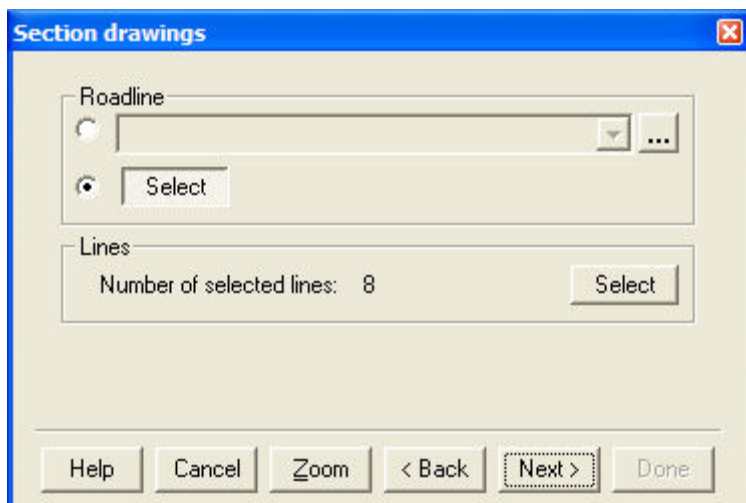 Section drawings
Roadline
...
Select
Lines
Number of selected lines: 8 Select
Help Cancel Zoom < Back Next > Done